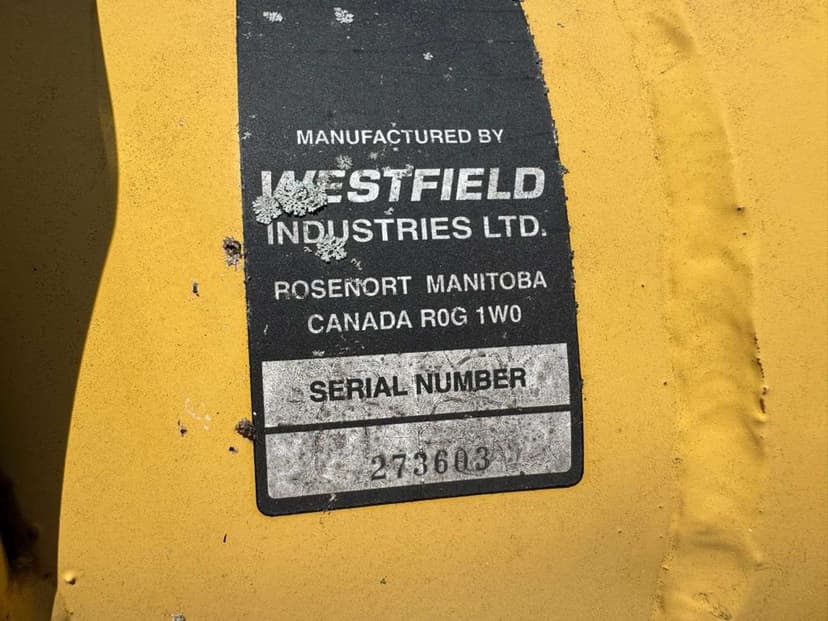 MANUFACTURED BY
WESTFIELD
INDUSTRIES LTD.
ROSENORT MANITOBA
CANADA R0G 1W0
SERIAL NUMBER
273603